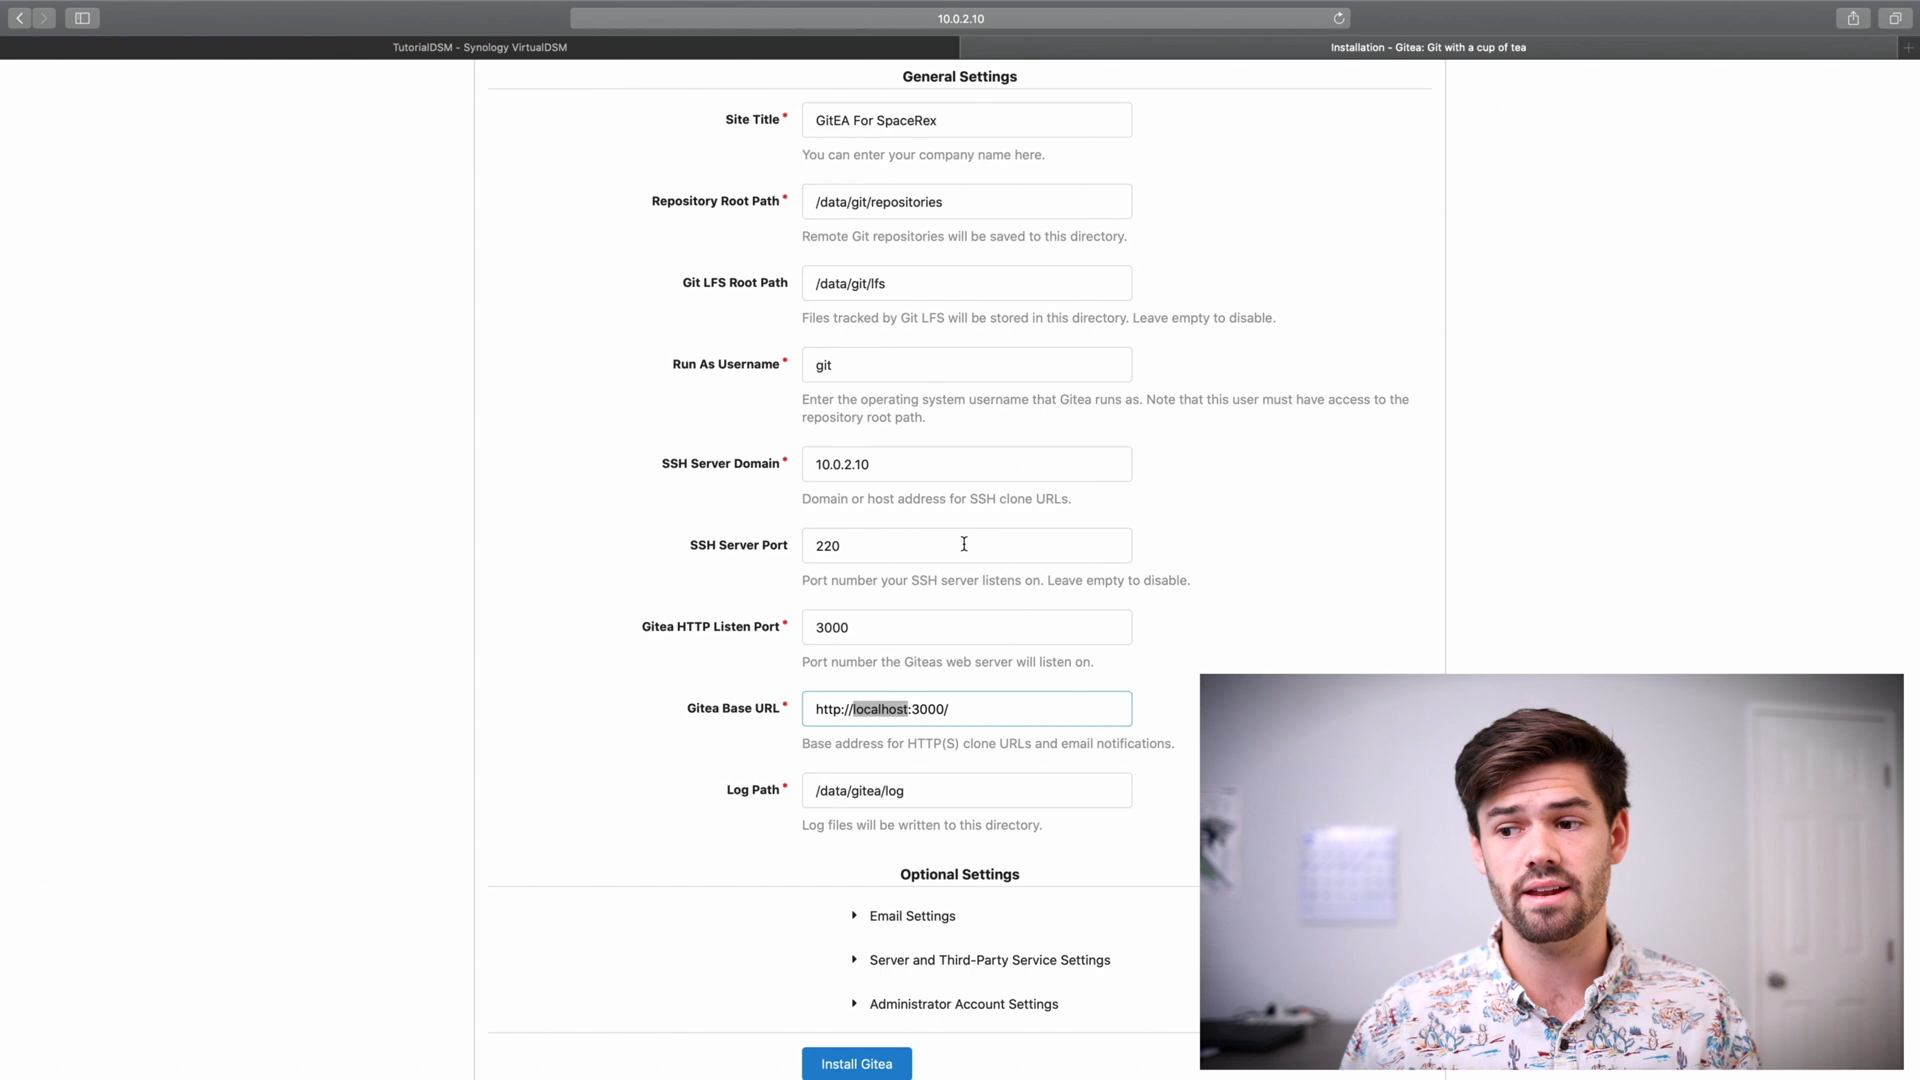 10.0.2.10
TutorialDSM - Synology VirtualDSM
Installation - Gitea: Git with a cup of tea
General Settings
Site Title *
GitEA For SpaceRex
You can enter your company name here.
Repository Root Path *
/data/git/repositories
Remote Git repositories will be saved to this directory.
Git LFS Root Path
/data/git/lfs
Files tracked by Git LFS will be stored in this directory. Leave empty to disable.
Run As Username *
git
Enter the operating system username that Gitea runs as. Note that this user must have access to the
repository root path.
SSH Server Domain *
10.0.2.10
Domain or host address for SSH clone URLs.
SSH Server Port
220
Port number your SSH server listens on. Leave empty to disable.
Gitea HTTP Listen Port *
3000
Port number the Giteas web server will listen on.
Gitea Base URL *
http://localhost:3000/
Base address for HTTP(S) clone URLs and email notifications.
Log Path *
/data/gitea/log
Log files will be written to this directory.
Optional Settings
Email Settings
Server and Third-Party Service Settings
Administrator Account Settings
Install Gitea